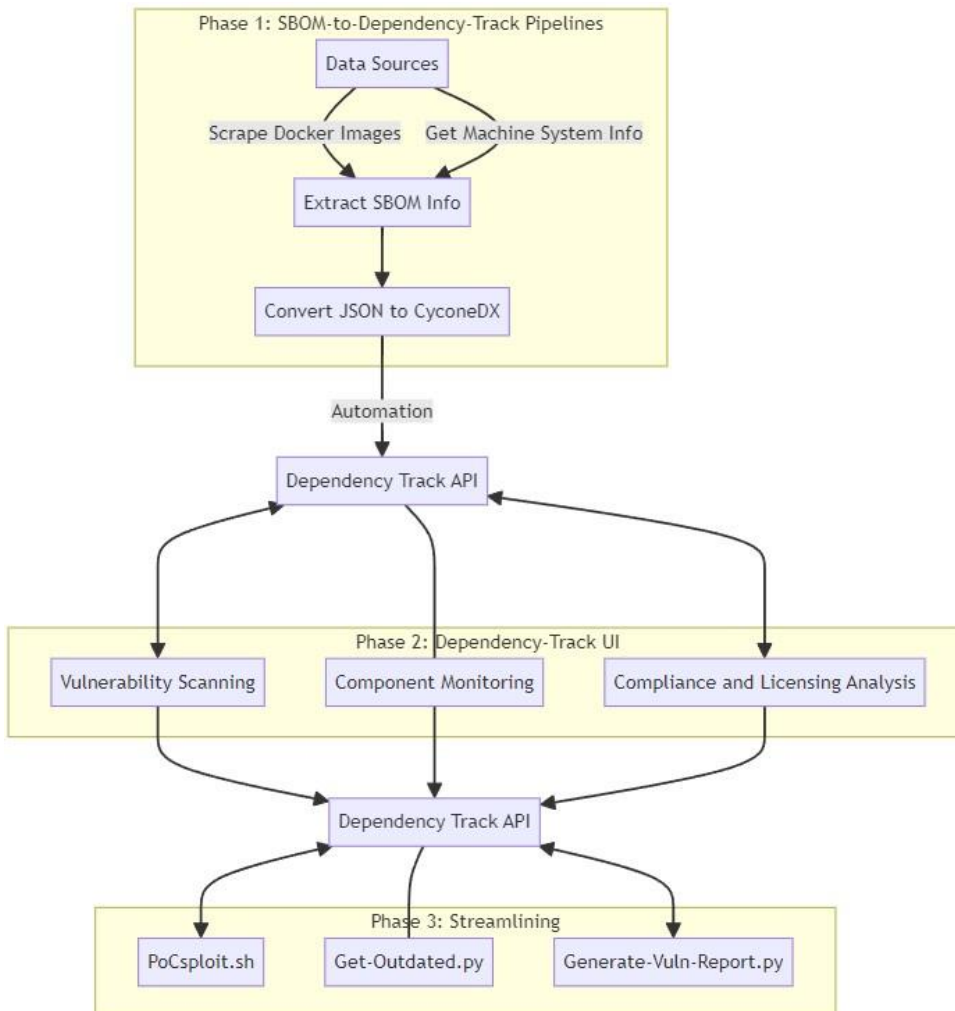 Phase 1: SBOM-to-Dependency-Track Pipelines
Data Sources
Scrape Docker Images
Get Machine System Info
Extract SBOM Info
Convert JSON to CyconeDX
Automation
Dependency Track API
Phase 2: Dependency-Track UI
Vulnerability Scanning
Component Monitoring
Compliance and Licensing Analysis
Dependency Track API
Phase 3: Streamlining
PoCsploit.sh
Get-Outdated.py
Generate-Vuln-Report.py